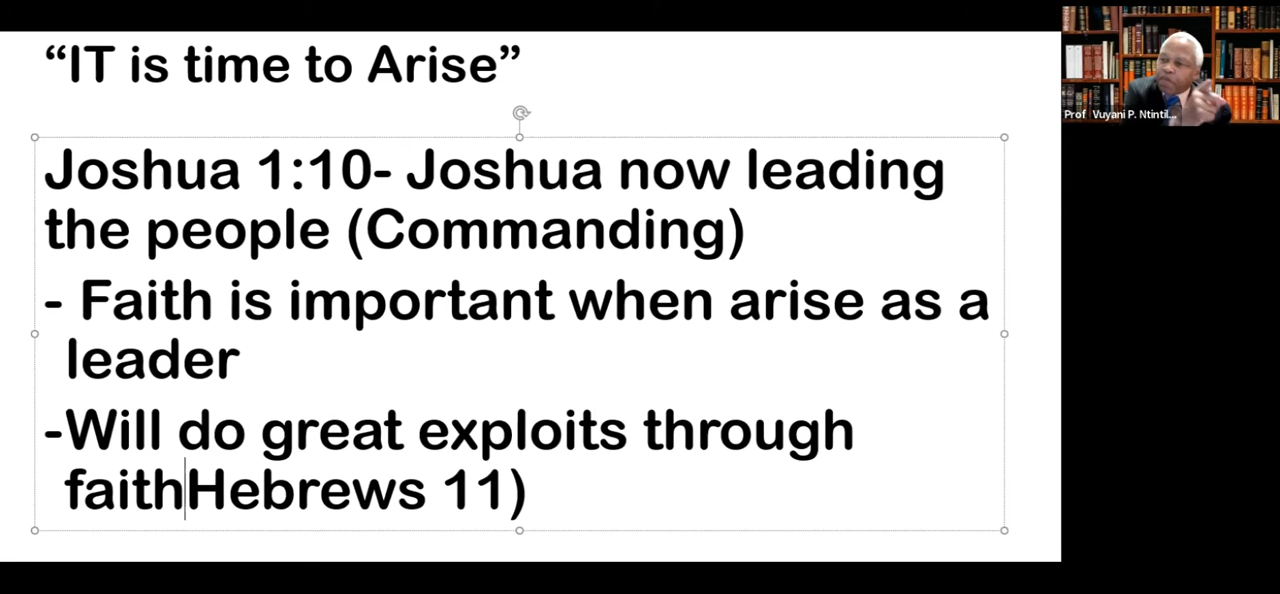 “IT is time to Arise”
Joshua 1:10- Joshua now leading
the people (Commanding)
- Faith is important when arise as a
leader
-Will do great exploits through
faithHebrews 11)
Prof Vuyani P. Ntintil...